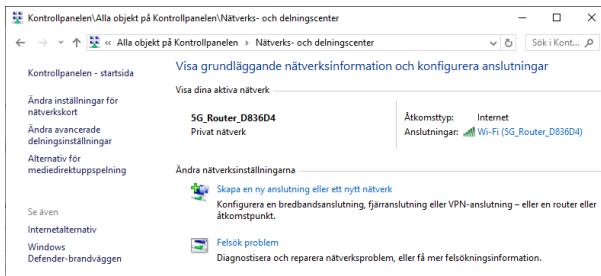 Kontrollpanelen\Alla objekt på Kontrollpanelen\Nätverks- och delningscenter
« Alla objekt på Kontrollpanelen › Nätverks- och delningscenter
Sök i Kont...
Kontrollpanelen - startsida
Ändra inställningar för
nätverkskort
Ändra avancerade
delningsinställningar
Alternativ för
mediedirektuppspelning
Se även
Internetalternativ
Windows
Defender-brandväggen
Visa grundläggande nätverksinformation och konfigurera anslutningar
Visa dina aktiva nätverk
5G_Router_D836D4
Privat nätverk
Åtkomsttyp: Internet
Anslutningar: Wi-Fi (5G_Router_D836D4)
Ändra nätverksinställningarna
Skapa en ny anslutning eller ett nytt nätverk
Konfigurera en bredbandsanslutning, fjärranslutning eller VPN-anslutning – eller en router eller
åtkomstpunkt.
Felsök problem
Diagnostisera och reparera nätverksproblem, eller få mer felsökningsinformation.